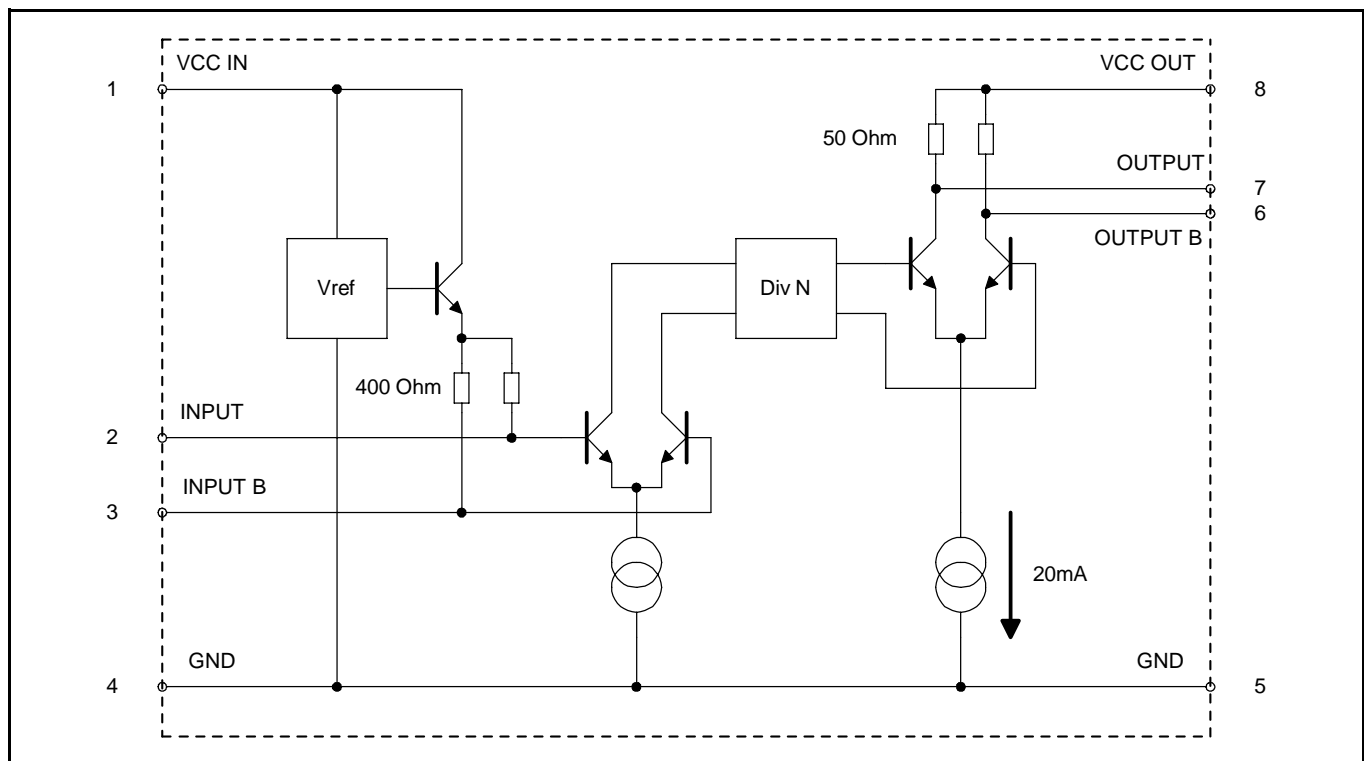 VCC IN
VCC OUT
1
8
50 Ohm
OUTPUT
7
6
OUTPUT B
Vref
Div N
400 Ohm
INPUT
2
INPUT B
3
20mA
GND
GND
4
5